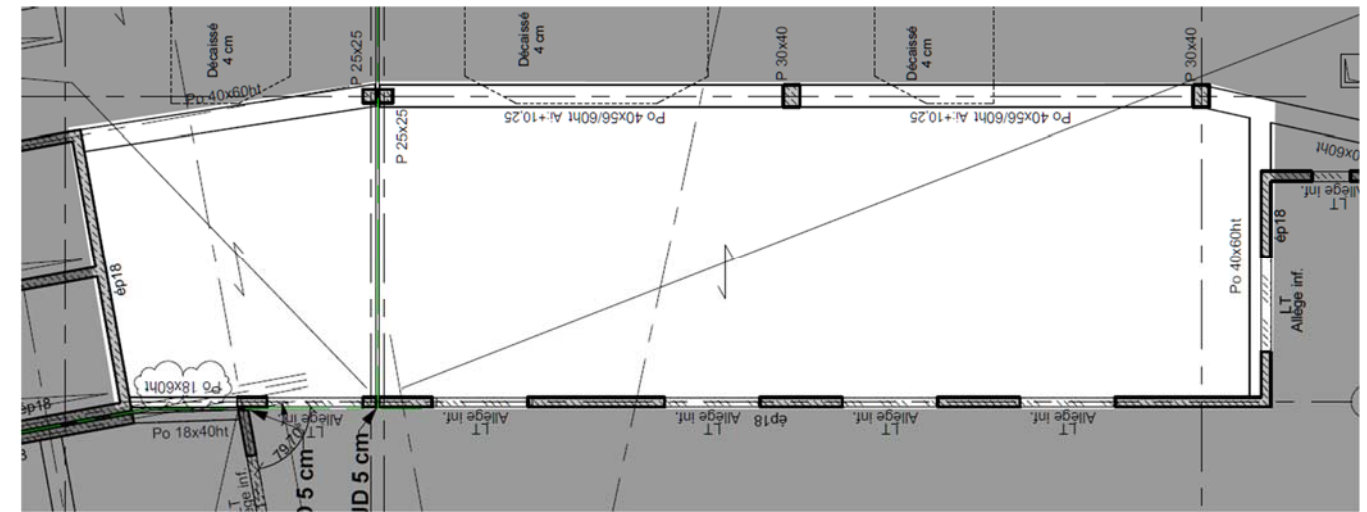 Décaissé
4 cm
P 25x25
Décaissé
4 cm
P 30x40
Décaissé
4 cm
P 30x40
Po 40x60ht
P 25x25
Po 40x56/60ht Ai:+10,25
Po 40x56/60ht Ai:+10,25
LT
Allège inf.
ép18
ép18
Po 40x60ht
LT
Allège inf.
Po 18x60ht
ép18
Po 18x40ht
LT
Allège inf.
LT
Allège inf.
LT
Allège inf.
ép18
LT
Allège inf.
LT
Allège inf.
79,70
5 cm
JD 5 cm